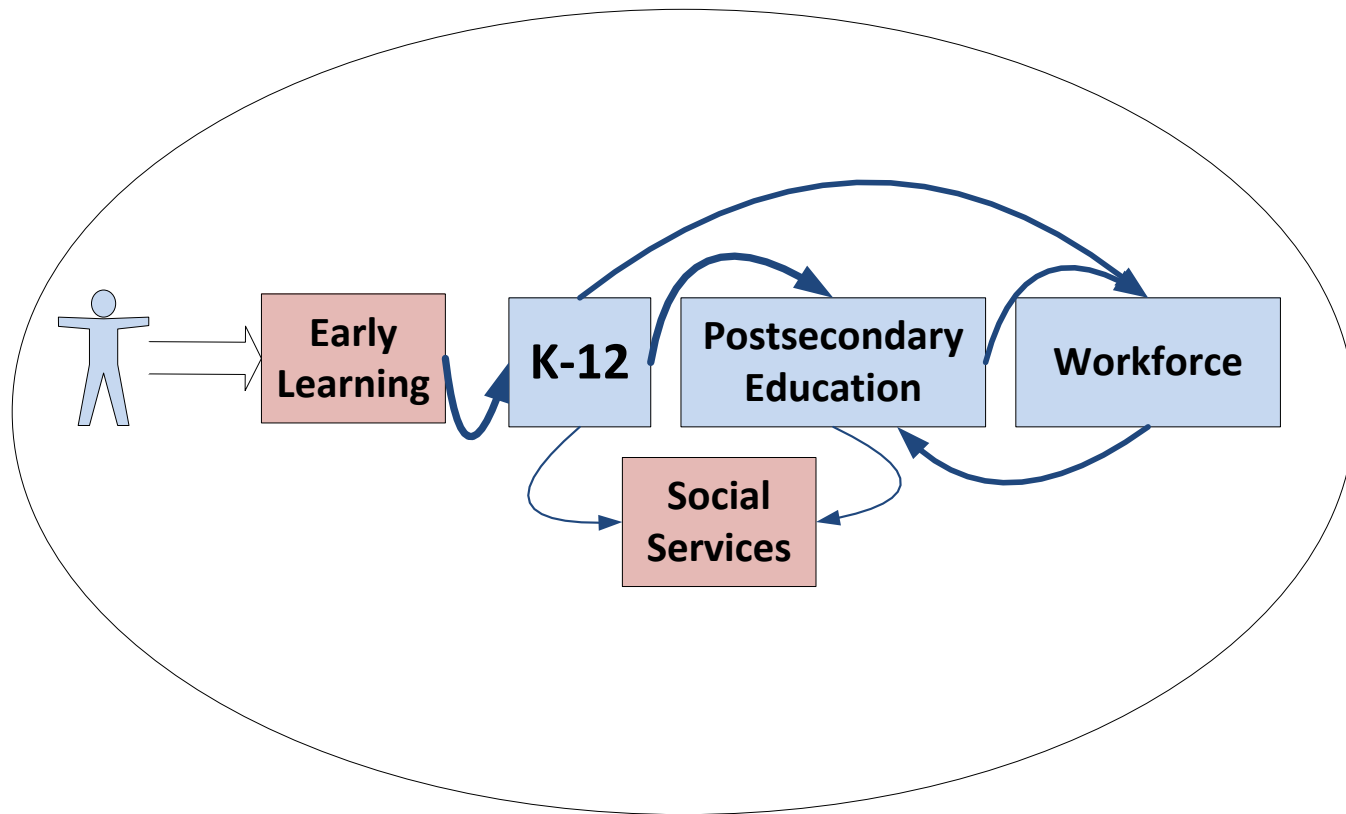 Early
Learning
K-12
Postsecondary
Education
Workforce
Social
Services